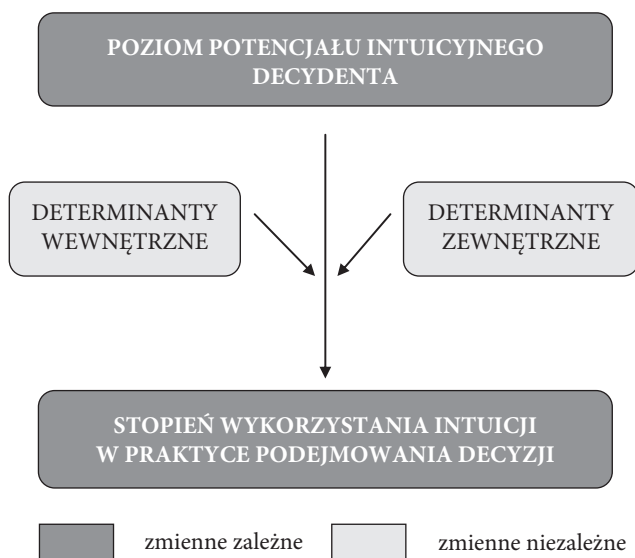 POZIOM POTENCJAŁU INTUICYJNEGO
DECYDENTA
DETERMINANTY
WEWNĘTRZNE
DETERMINANTY
ZEWNĘTRZNE
STOPIEŃ WYKORZYSTANIA INTUICJI
W PRAKTYCE PODEJMOWANIA DECYZJI
zmienne zależne
zmienne niezależne